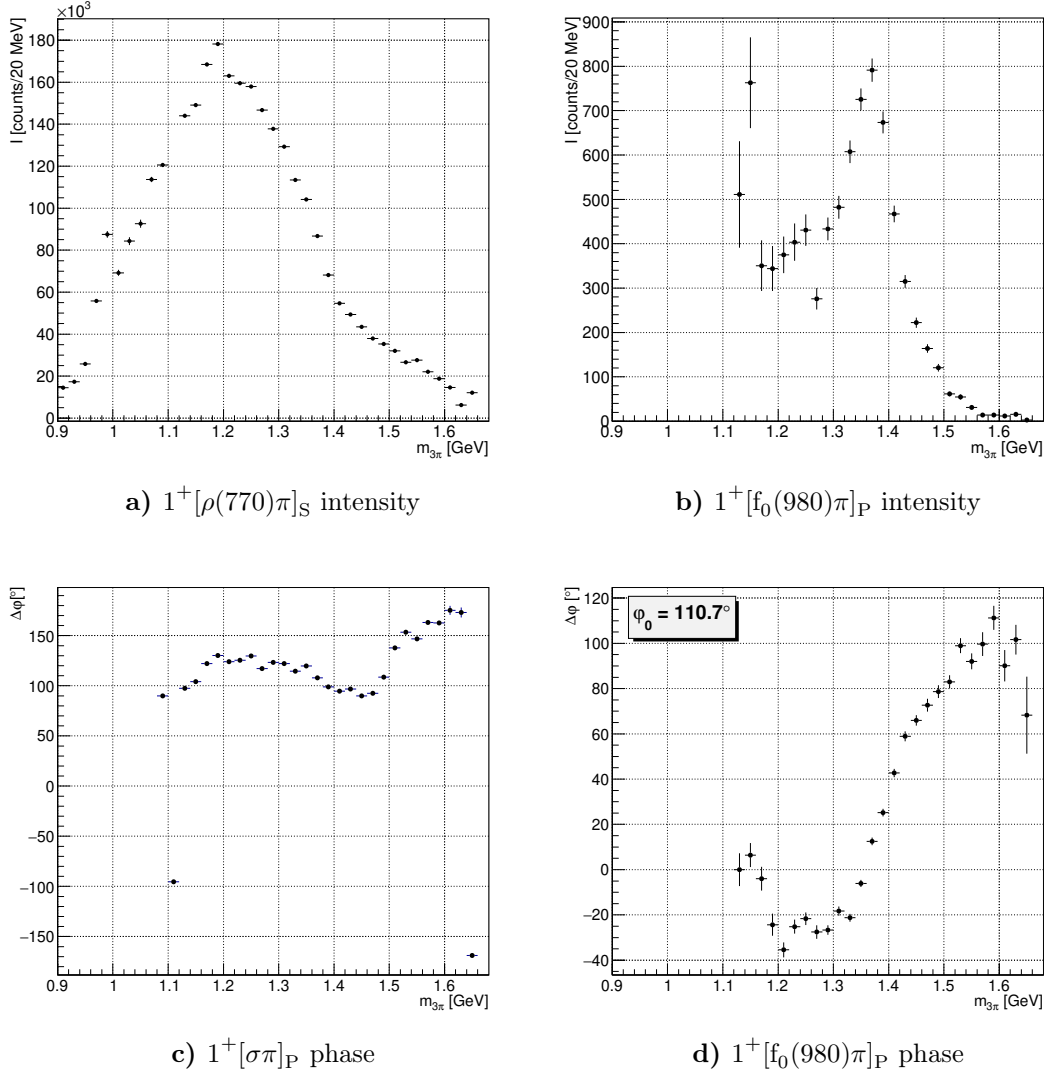 ×10³
I [counts/20 MeV]
180
160
140
120
100
80
60
40
20
0
0.9 1 1.1 1.2 1.3 1.4 1.5 1.6
m3π [GeV]
a) 1⁺[ρ(770)π]S intensity
I [counts/20 MeV]
900
800
700
600
500
400
300
200
100
0
0.9 1 1.1 1.2 1.3 1.4 1.5 1.6
m3π [GeV]
b) 1⁺[f0(980)π]P intensity
Δφ[°]
150
100
50
0
−50
−100
−150
0.9 1 1.1 1.2 1.3 1.4 1.5 1.6
m3π [GeV]
c) 1⁺[σπ]P phase
Δφ [°]
120
100
80
60
40
20
0
−20
−40
φ0 = 110.7°
0.9 1 1.1 1.2 1.3 1.4 1.5 1.6
m3π [GeV]
d) 1⁺[f0(980)π]P phase